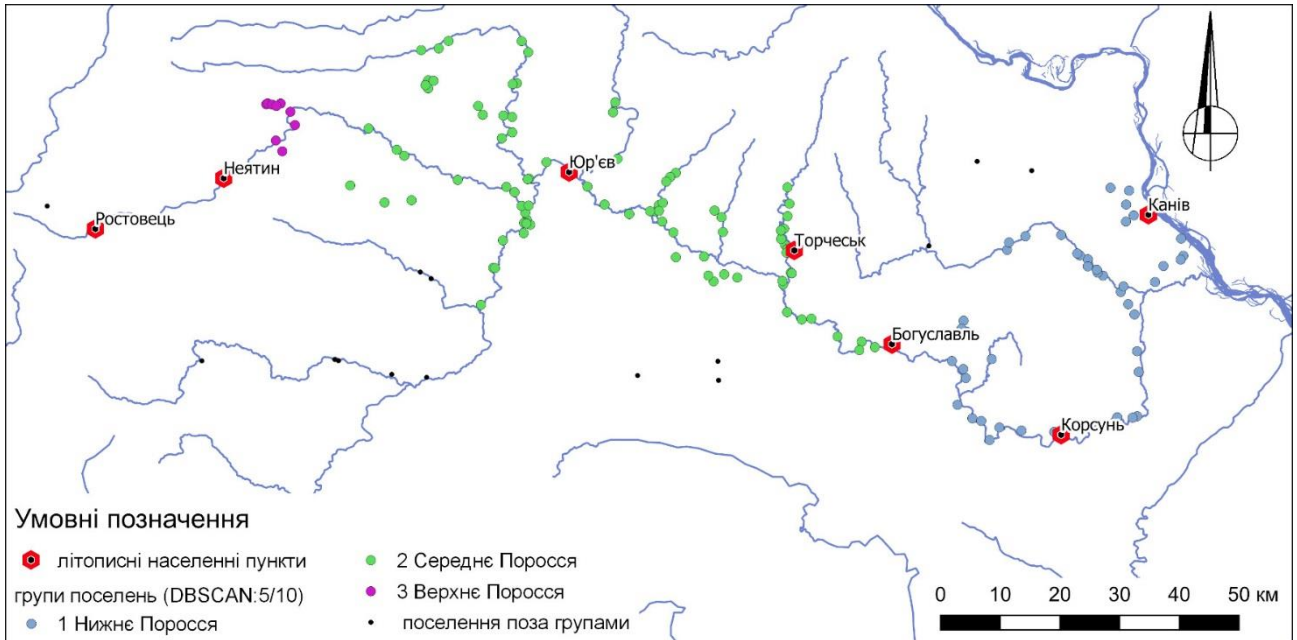 Неятин
Юр'єв
Ростовець
Канів
Торчеськ
Богуславль
Корсунь
Умовні позначення
літописні населенні пункти
групи поселень (DBSCAN:5/10)
1 Нижнє Поросся
2 Середнє Поросся
3 Верхнє Поросся
поселення поза групами
0 10 20 30 40 50 км